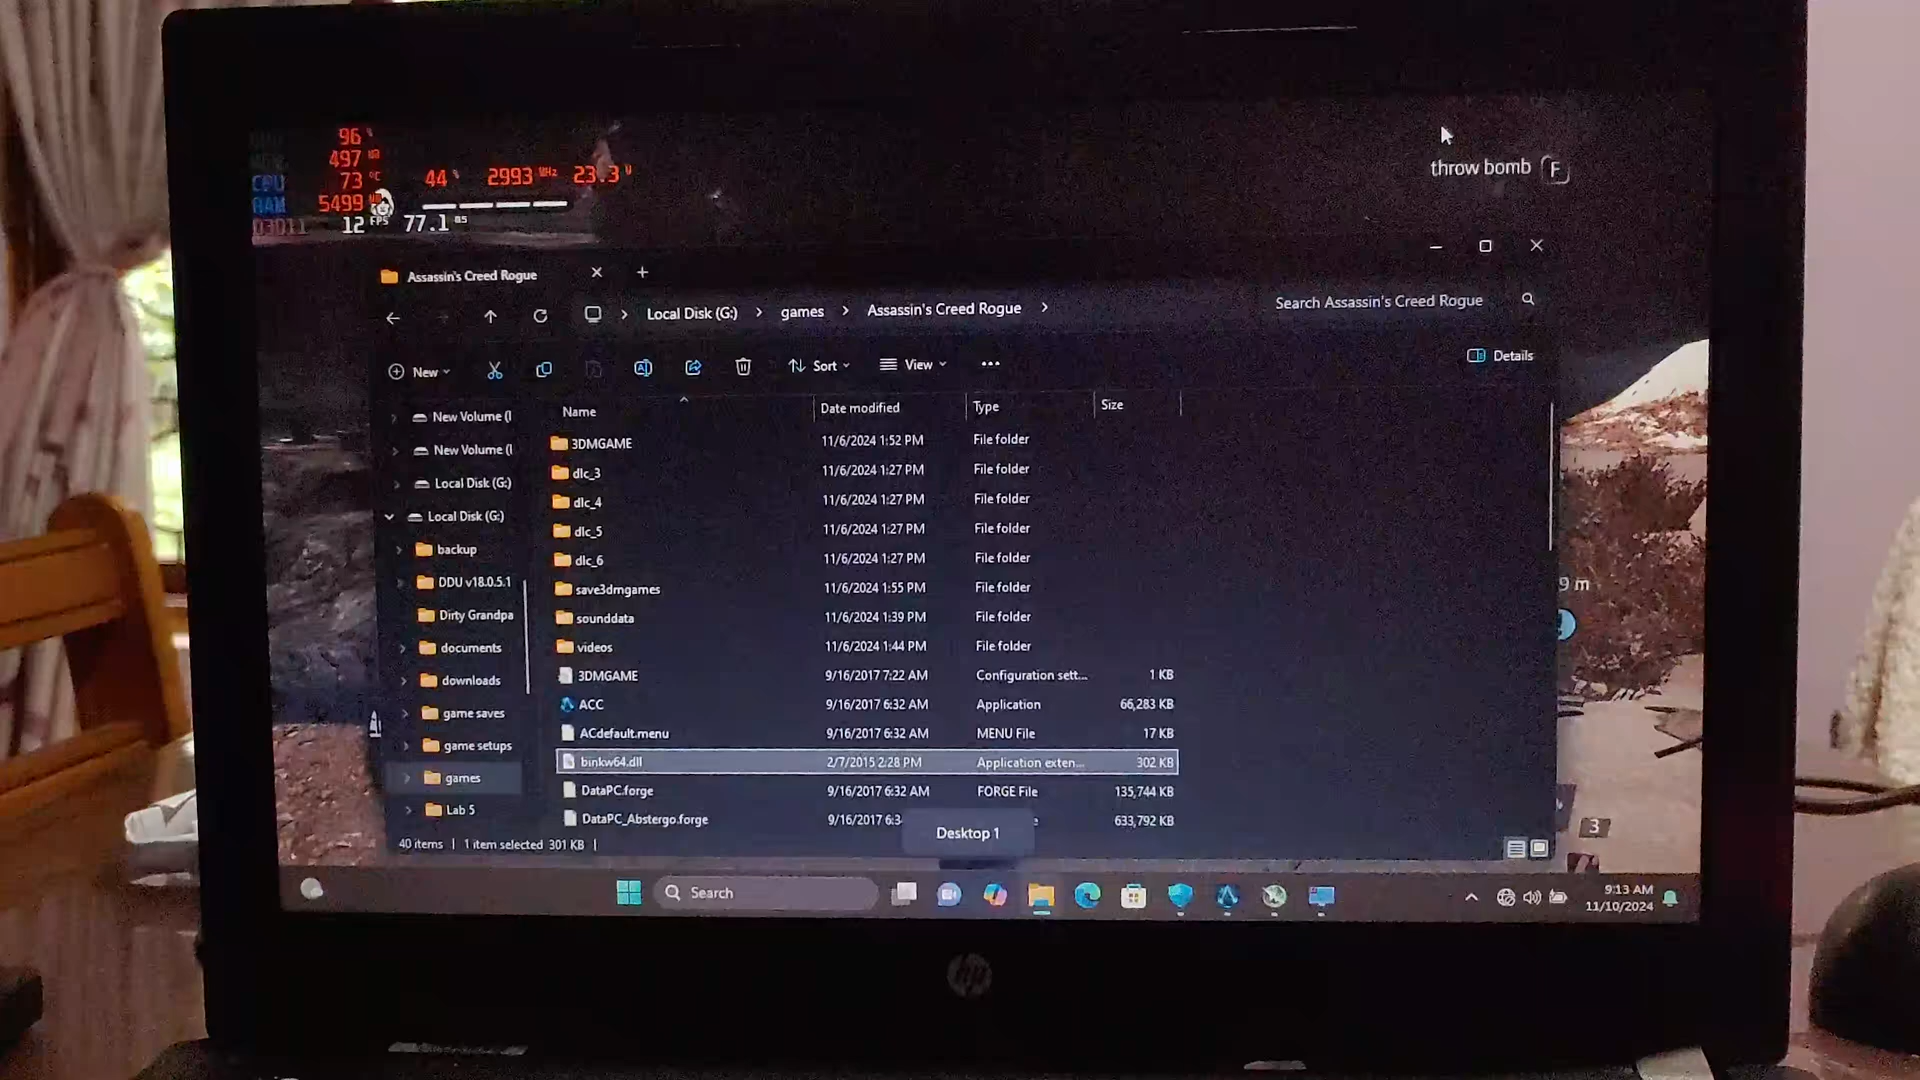 96 %
497
CPU 73 °C 44 % 2993 MHz 23.3
RAM 5499
D3D11 12 FPS 77.1 ms
throw bomb F
Assassin's Creed Rogue
Local Disk (G:) > games > Assassin's Creed Rogue >
Search Assassin's Creed Rogue
New
Sort
View
Details
Name Date modified Type Size
New Volume (I
New Volume (I
Local Disk (G:)
Local Disk (G:)
backup
DDU v18.0.5.1
Dirty Grandpa
documents
downloads
game saves
game setups
games
Lab 5
3DMGAME 11/6/2024 1:52 PM File folder
dlc_3 11/6/2024 1:27 PM File folder
dlc_4 11/6/2024 1:27 PM File folder
dlc_5 11/6/2024 1:27 PM File folder
dlc_6 11/6/2024 1:27 PM File folder
save3dmgames 11/6/2024 1:55 PM File folder
sounddata 11/6/2024 1:39 PM File folder
videos 11/6/2024 1:44 PM File folder
3DMGAME 9/16/2017 7:22 AM Configuration sett... 1 KB
ACC 9/16/2017 6:32 AM Application 66,283 KB
ACdefault.menu 9/16/2017 6:32 AM MENU File 17 KB
binkw64.dll 2/7/2015 2:28 PM Application exten... 302 KB
DataPC.forge 9/16/2017 6:32 AM FORGE File 135,744 KB
DataPC_Abstergo.forge 9/16/2017 6:3 633,792 KB
Desktop 1
40 items | 1 item selected 301 KB |
9 m
3
Search
9:13 AM
11/10/2024
hp